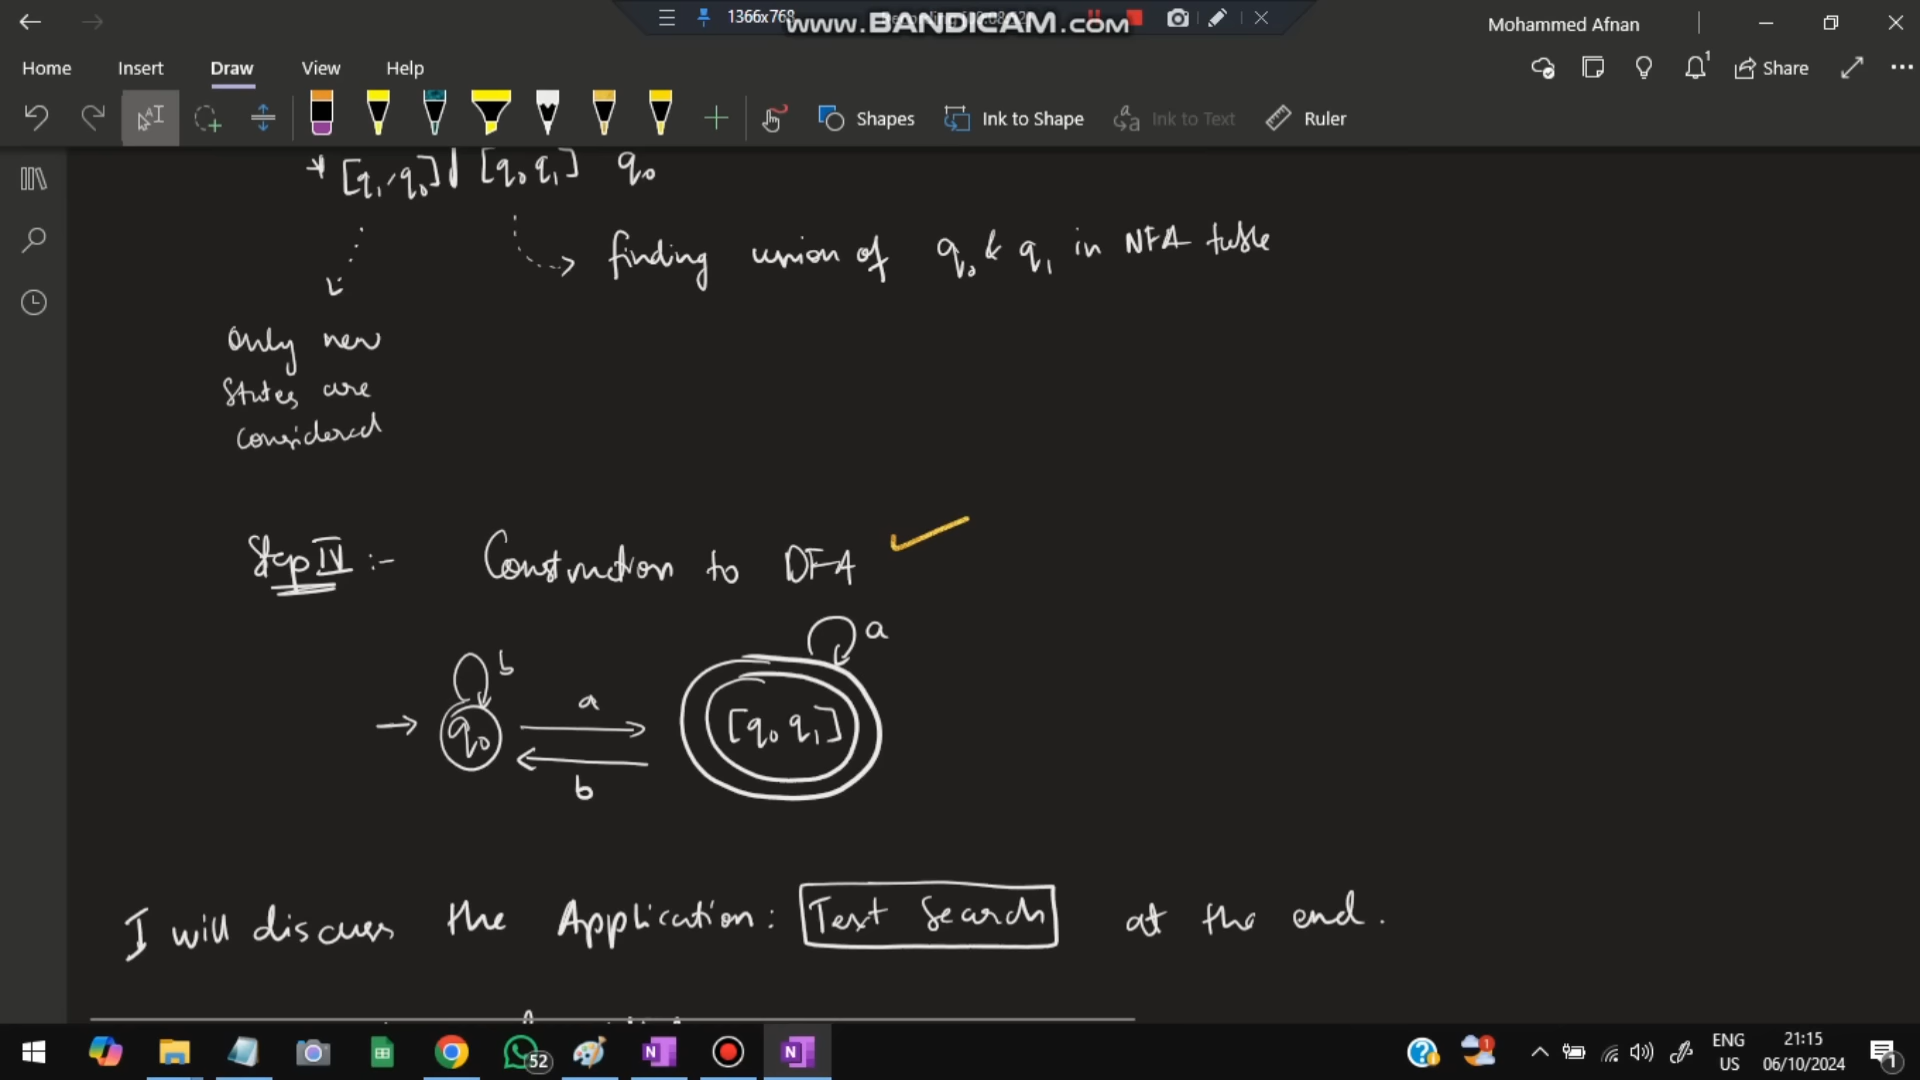 1366x768
www.BANDICAM.com
Mohammed Afnan
Home Insert Draw View Help
Share
Shapes
Ink to Shape
Ink to Text
Ruler
[q₁, q₀] [q₀ q₁] q₀
finding union of q₀ & q₁ in NFA table
Only new
States are
Considered
Step IV :- Construction to DFA
b
a
a
q₀
[q₀ q₁]
b
I will discuss the Application: Text Search at the end.
52
ENG
US
21:15
06/10/2024